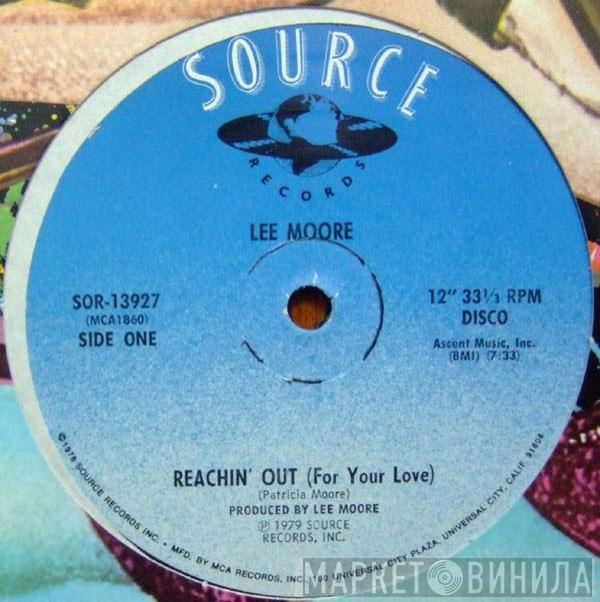 SOURCE
RECORDS
LEE MOORE
SOR-13927
(MCA1860)
SIDE ONE
12" 33⅓ RPM
DISCO
Ascent Music, Inc.
(BMI) (7:33)
REACHIN' OUT (For Your Love)
(Patricia Moore)
PRODUCED BY LEE MOORE
℗ 1979 SOURCE
RECORDS, INC.
©1978 SOURCE RECORDS INC. • MFD. BY MCA RECORDS, INC. 100 UNIVERSAL CITY PLAZA, UNIVERSAL CITY, CALIF. 91608
МАРКЕТ ВИНИЛА